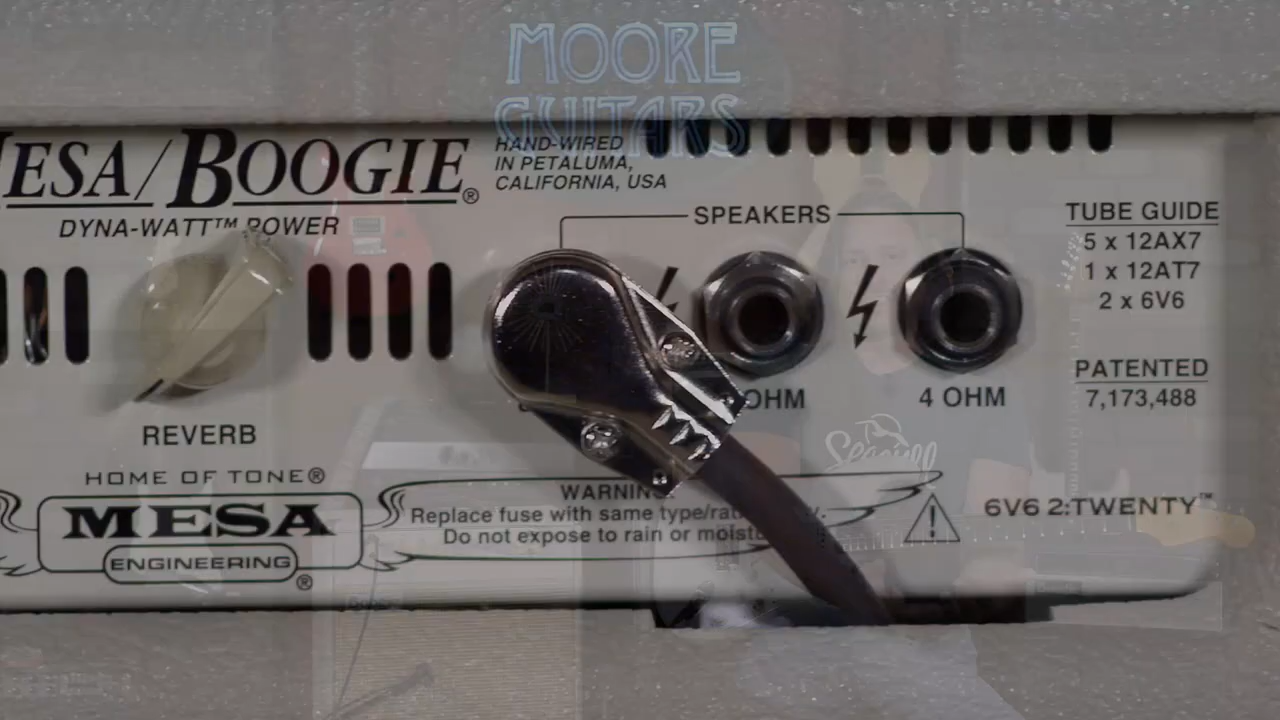 MOORE
GUITARS
MESA/BOOGIE®
HAND-WIRED
IN PETALUMA,
CALIFORNIA, USA
DYNA-WATT™ POWER
SPEAKERS
TUBE GUIDE
5 x 12AX7
1 x 12AT7
2 x 6V6
PATENTED
7,173,488
OHM
4 OHM
REVERB
Seagull
HOME OF TONE®
MESA
ENGINEERING®
WARNING
Replace fuse with same type/
Do not expose to rain or
6V6 2:TWENTY™